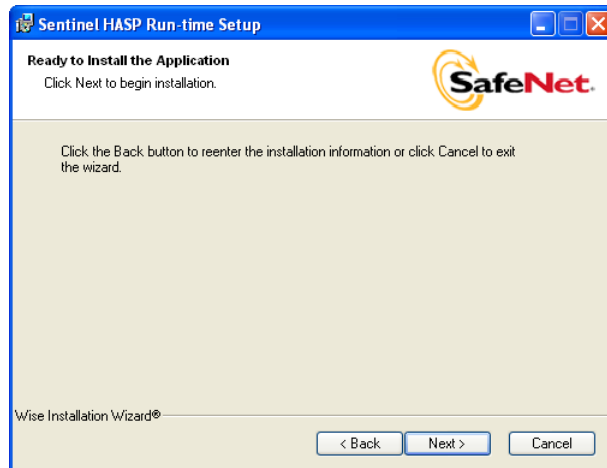 Sentinel HASP Run-time Setup
Ready to Install the Application
Click Next to begin installation.
SafeNet.
Click the Back button to reenter the installation information or click Cancel to exit
the wizard.
Wise Installation Wizard®
< Back
Next >
Cancel